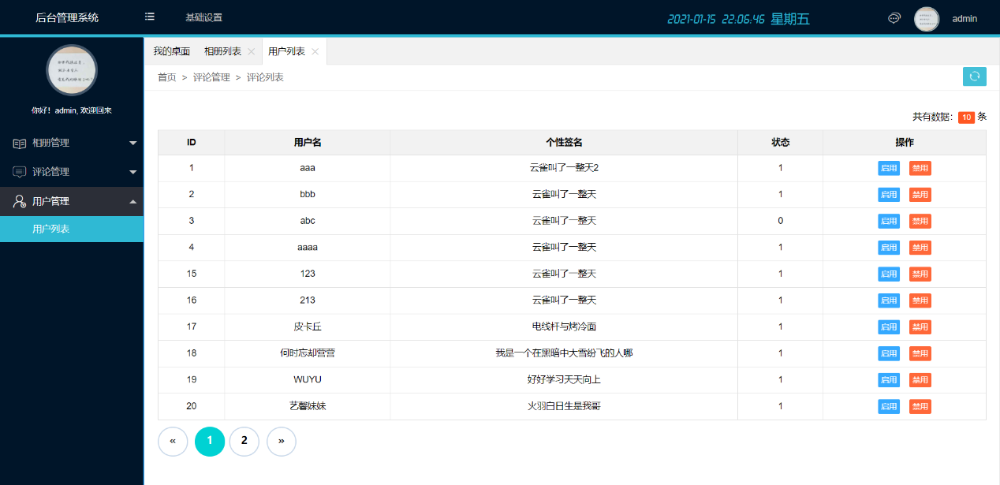 后台管理系统 基础设置 2021-01-15 22:06:46 星期五 admin
我的桌面 相册列表 用户列表
首页 > 评论管理 > 评论列表
你好！admin, 欢迎回来
相册管理
评论管理
用户管理
用户列表
共有数据： 10 条
ID 用户名 个性签名 状态 操作
1 aaa 云雀叫了一整天2 1 启用 禁用
2 bbb 云雀叫了一整天 1 启用 禁用
3 abc 云雀叫了一整天 0 启用 禁用
4 aaaa 云雀叫了一整天 1 启用 禁用
15 123 云雀叫了一整天 1 启用 禁用
16 213 云雀叫了一整天 1 启用 禁用
17 皮卡丘 电线杆与烤冷面 1 启用 禁用
18 何时忘却营营 我是一个在黑暗中大雪纷飞的人哪 1 启用 禁用
19 WUYU 好好学习天天向上 1 启用 禁用
20 艺馨妹妹 火羽白日生是我哥 1 启用 禁用
« 1 2 »